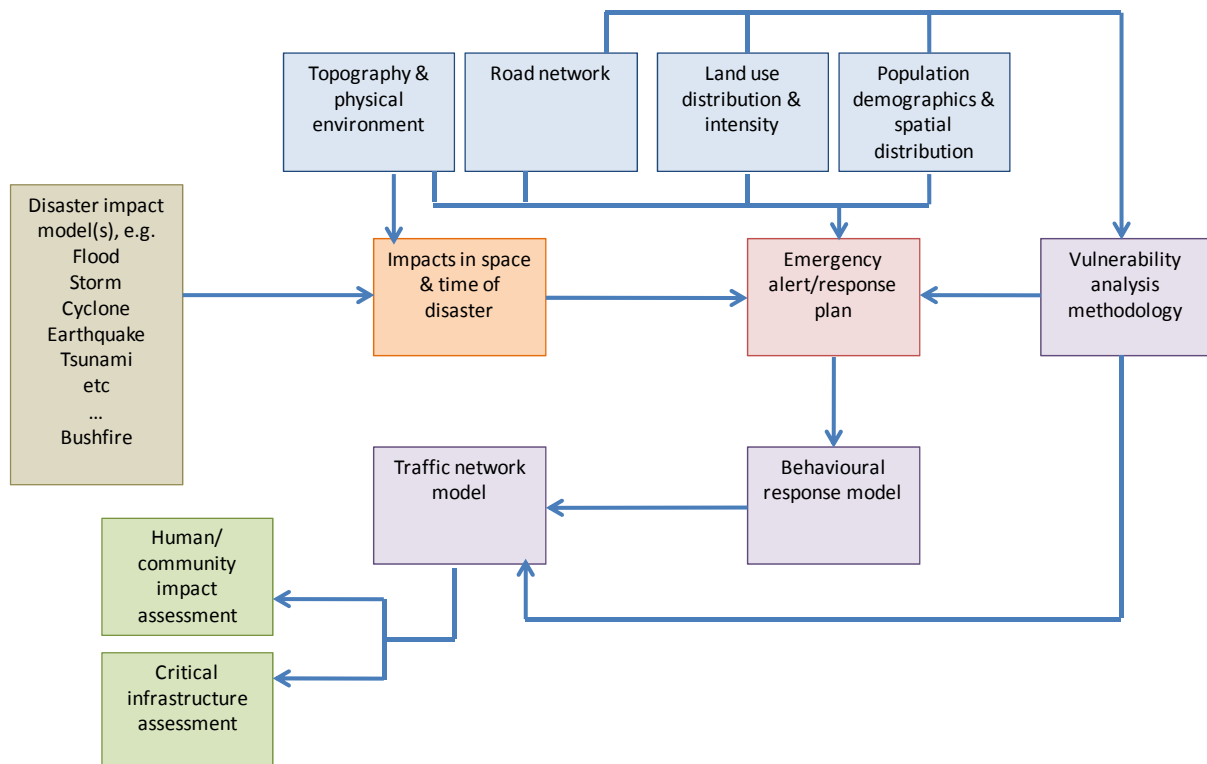 Topography &
physical
environment
Road network
Land use
distribution &
intensity
Population
demographics &
spatial
distribution
Disaster impact
model(s), e.g.
Flood
Storm
Cyclone
Earthquake
Tsunami
etc
...
Bushfire
Impacts in space
& time of
disaster
Emergency
alert/response
plan
Vulnerability
analysis
methodology
Traffic network
model
Behavioural
response model
Human/
community
impact
assessment
Critical
infrastructure
assessment